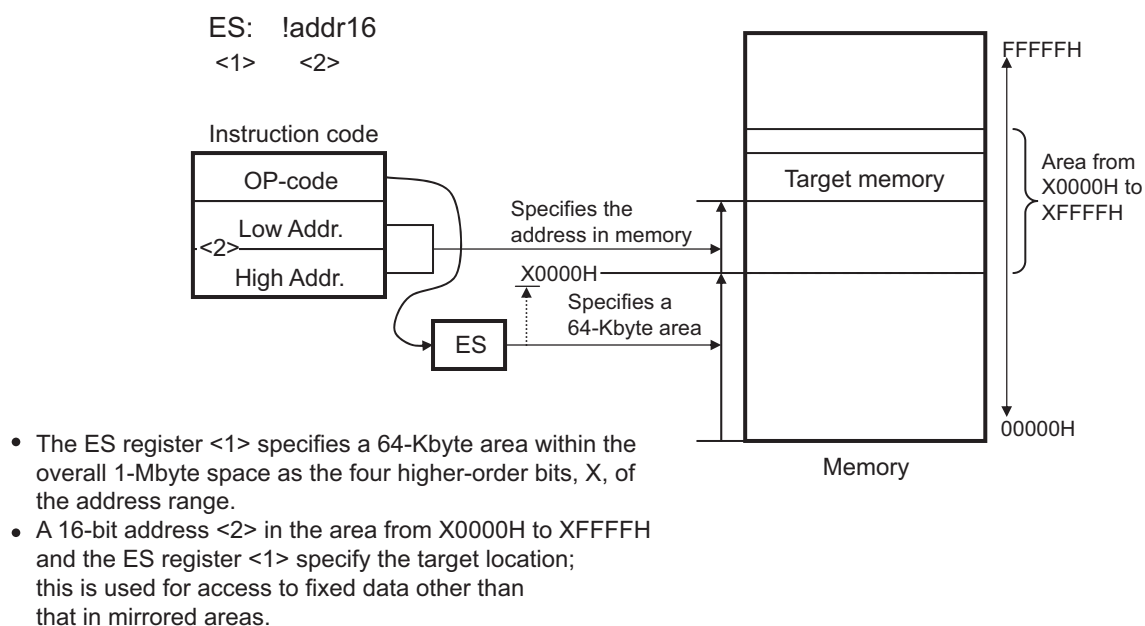 ES: !addr16
<1> <2>
Instruction code
OP-code
Low Addr.
<2>
High Addr.
ES
Specifies the
address in memory
X0000H
Specifies a
64-Kbyte area
FFFFFH
Target memory
Area from
X0000H to
XFFFFH
00000H
Memory
• The ES register <1> specifies a 64-Kbyte area within the
overall 1-Mbyte space as the four higher-order bits, X, of
the address range.
• A 16-bit address <2> in the area from X0000H to XFFFFH
and the ES register <1> specify the target location;
this is used for access to fixed data other than
that in mirrored areas.